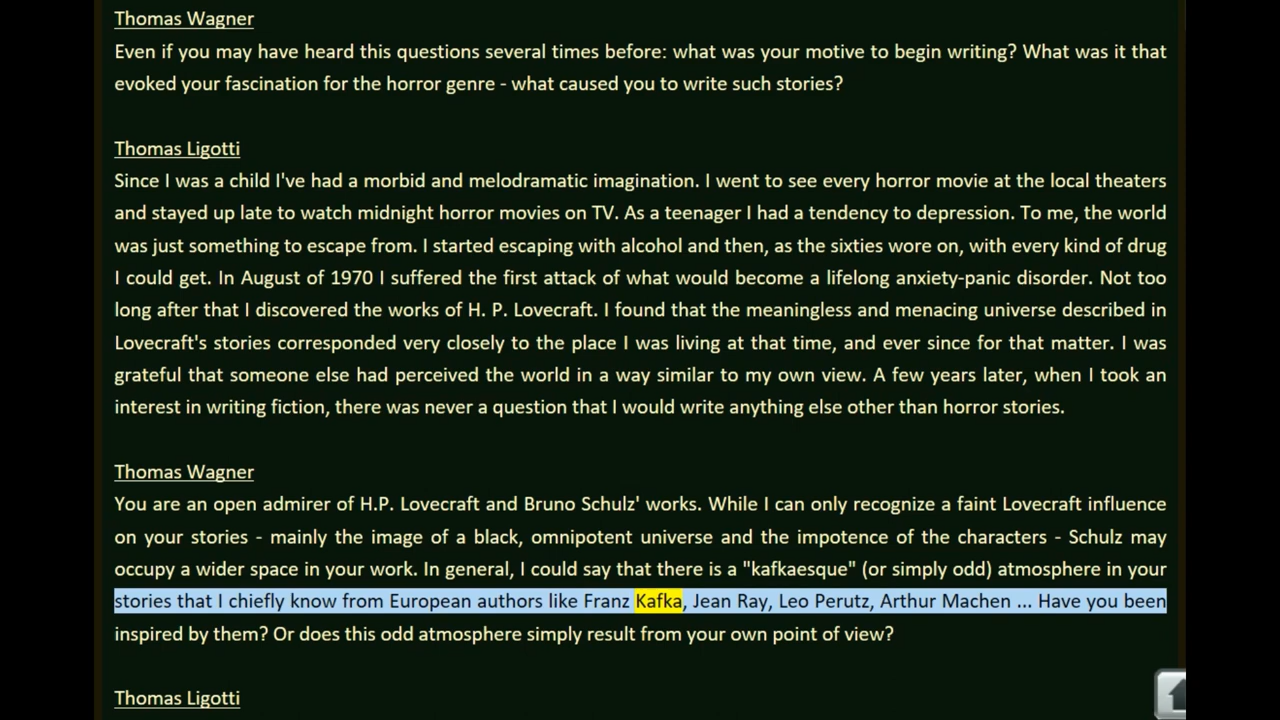 Thomas Wagner
Even if you may have heard this questions several times before: what was your motive to begin writing? What was it that
evoked your fascination for the horror genre - what caused you to write such stories?
Thomas Ligotti
Since I was a child I've had a morbid and melodramatic imagination. I went to see every horror movie at the local theaters
and stayed up late to watch midnight horror movies on TV. As a teenager I had a tendency to depression. To me, the world
was just something to escape from. I started escaping with alcohol and then, as the sixties wore on, with every kind of drug
I could get. In August of 1970 I suffered the first attack of what would become a lifelong anxiety-panic disorder. Not too
long after that I discovered the works of H. P. Lovecraft. I found that the meaningless and menacing universe described in
Lovecraft's stories corresponded very closely to the place I was living at that time, and ever since for that matter. I was
grateful that someone else had perceived the world in a way similar to my own view. A few years later, when I took an
interest in writing fiction, there was never a question that I would write anything else other than horror stories.
Thomas Wagner
You are an open admirer of H.P. Lovecraft and Bruno Schulz' works. While I can only recognize a faint Lovecraft influence
on your stories - mainly the image of a black, omnipotent universe and the impotence of the characters - Schulz may
occupy a wider space in your work. In general, I could say that there is a "kafkaesque" (or simply odd) atmosphere in your
stories that I chiefly know from European authors like Franz Kafka, Jean Ray, Leo Perutz, Arthur Machen ... Have you been
inspired by them? Or does this odd atmosphere simply result from your own point of view?
Thomas Ligotti